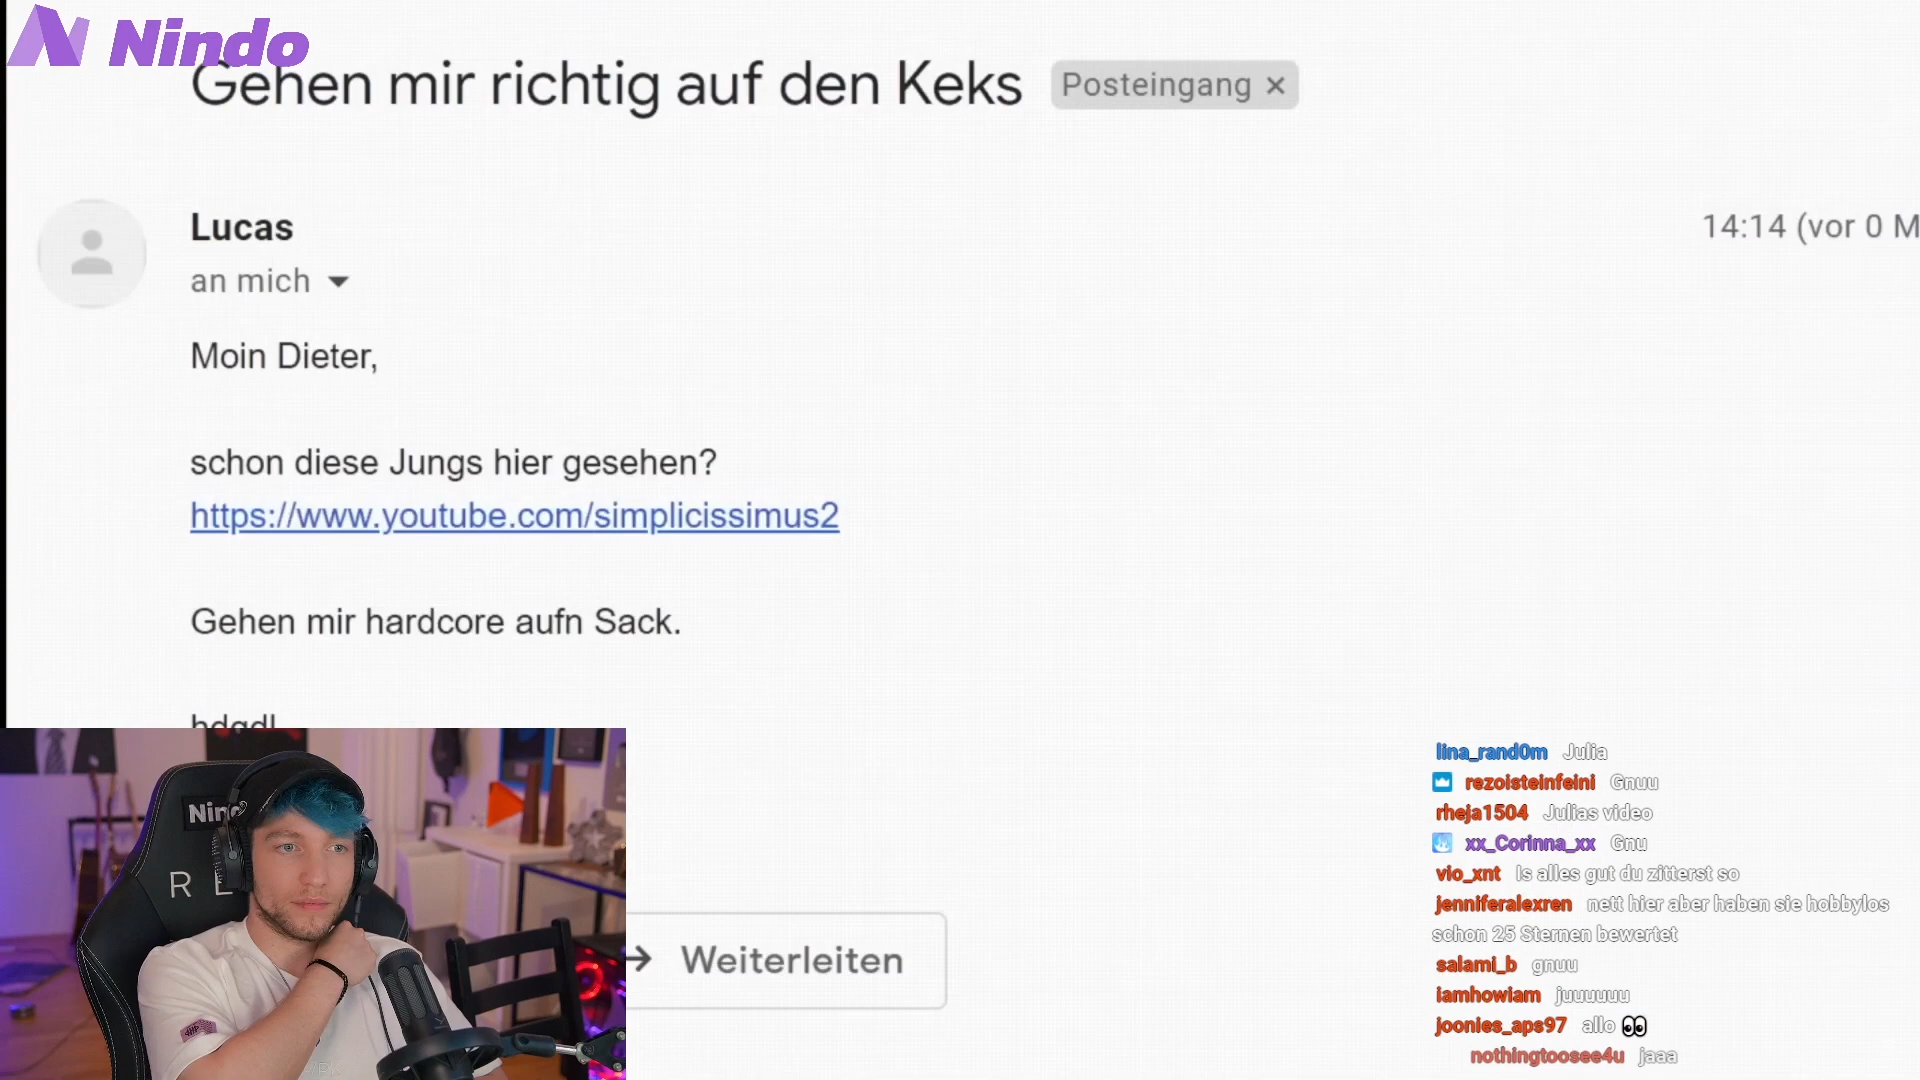 Nindo
Gehen mir richtig auf den Keks
Posteingang ×
Lucas
14:14 (vor 0 M
an mich
Moin Dieter,
schon diese Jungs hier gesehen?
https://www.youtube.com/simplicissimus2
Gehen mir hardcore aufn Sack.
hdgdl
Weiterleiten
lina_rand0m Julia
rezoisteinfeini Gnuu
rheja1504 Julias video
xx_Corinna_xx Gnu
vio_xnt Is alles gut du zitterst so
jenniferalexren nett hier aber haben sie hobbylos
schon 25 Sternen bewertet
salami_b gnuu
iamhowiam juuuuuu
joonies_aps97 allo 👀
nothingtoosee4u jaaa